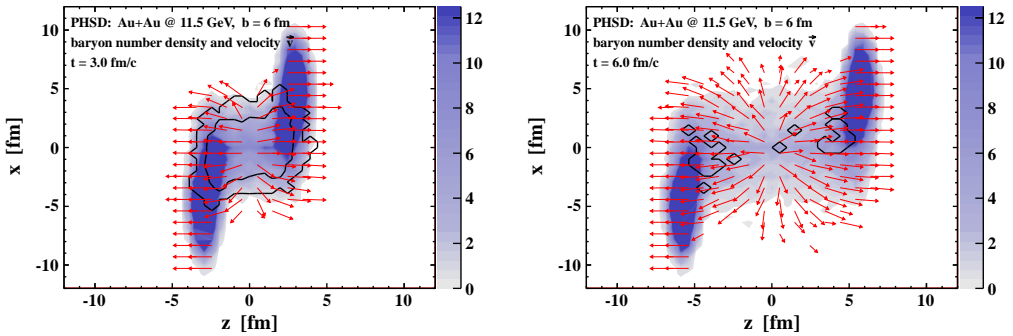 PHSD: Au+Au @ 11.5 GeV, b = 6 fm
baryon number density and velocity v
t = 3.0 fm/c
10
5
0
-5
-10
x [fm]
-10 -5 0 5 10
z [fm]
12
10
8
6
4
2
0
PHSD: Au+Au @ 11.5 GeV, b = 6 fm
baryon number density and velocity v
t = 6.0 fm/c
10
5
0
-5
-10
x [fm]
-10 -5 0 5 10
z [fm]
12
10
8
6
4
2
0